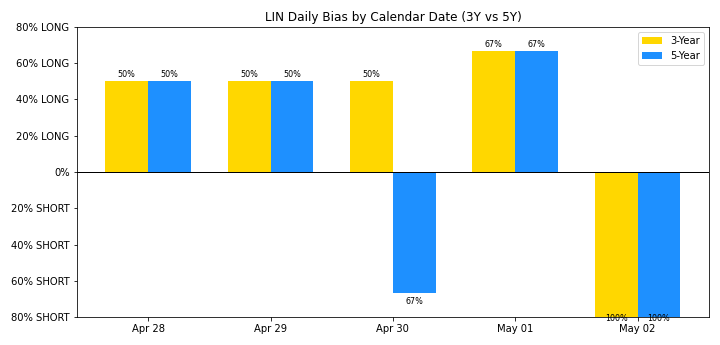 LIN Daily Bias by Calendar Date (3Y vs 5Y)
80% LONG
60% LONG
40% LONG
20% LONG
0%
20% SHORT
40% SHORT
60% SHORT
80% SHORT
3-Year
5-Year
50% 50% 50% 50% 50% 67% 67%
67%
100% 100%
Apr 28 Apr 29 Apr 30 May 01 May 02